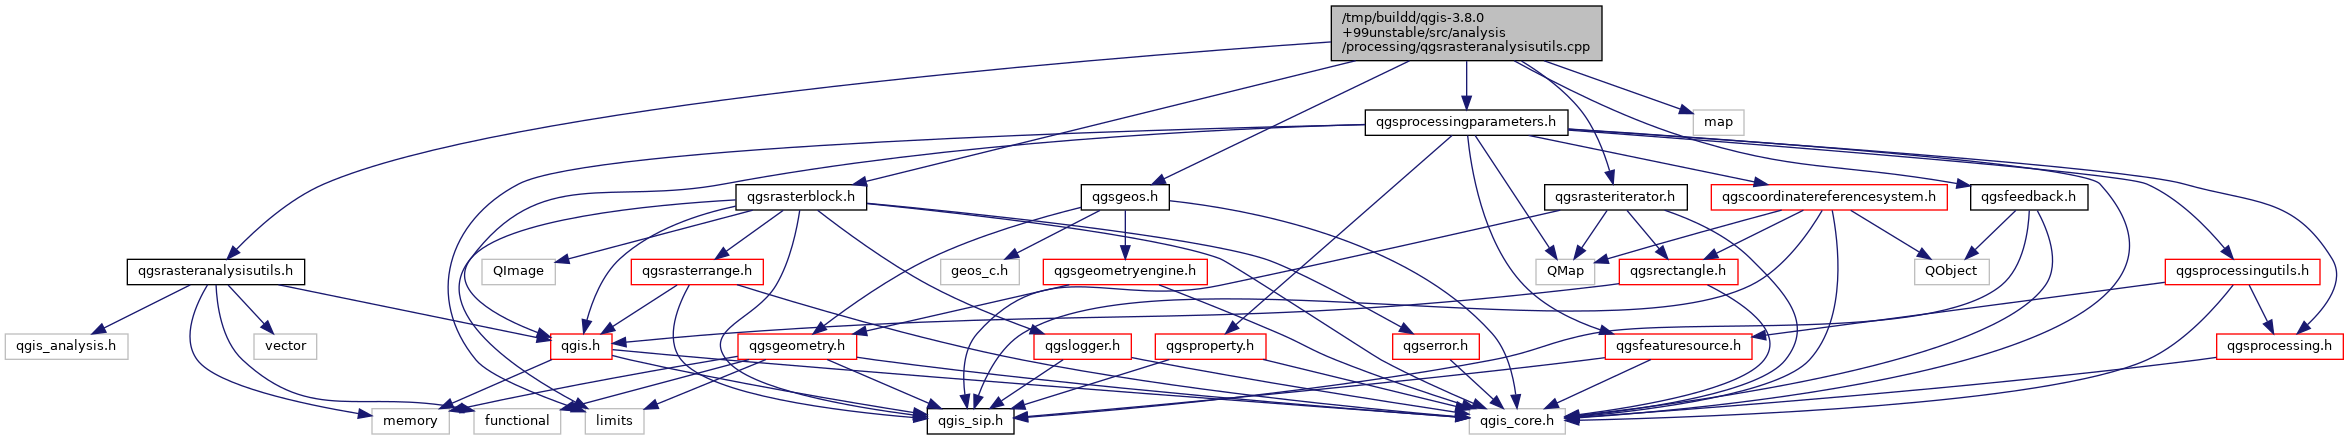 /tmp/buildd/qgis-3.8.0
+99unstable/src/analysis
/processing/qgsrasteranalysisutils.cpp
qgsprocessingparameters.h
map
qgsrasterblock.h
qgsgeos.h
qgsrasteriterator.h
qgscoordinatereferencesystem.h
qgsfeedback.h
qgsrasteranalysisutils.h
QImage
qgsrasterrange.h
geos_c.h
qgsgeometryengine.h
QMap
qgsrectangle.h
QObject
qgsprocessingutils.h
qgis_analysis.h
vector
qgis.h
qgsgeometry.h
qgslogger.h
qgsproperty.h
qgserror.h
qgsfeaturesource.h
qgsprocessing.h
memory
functional
limits
qgis_sip.h
qgis_core.h